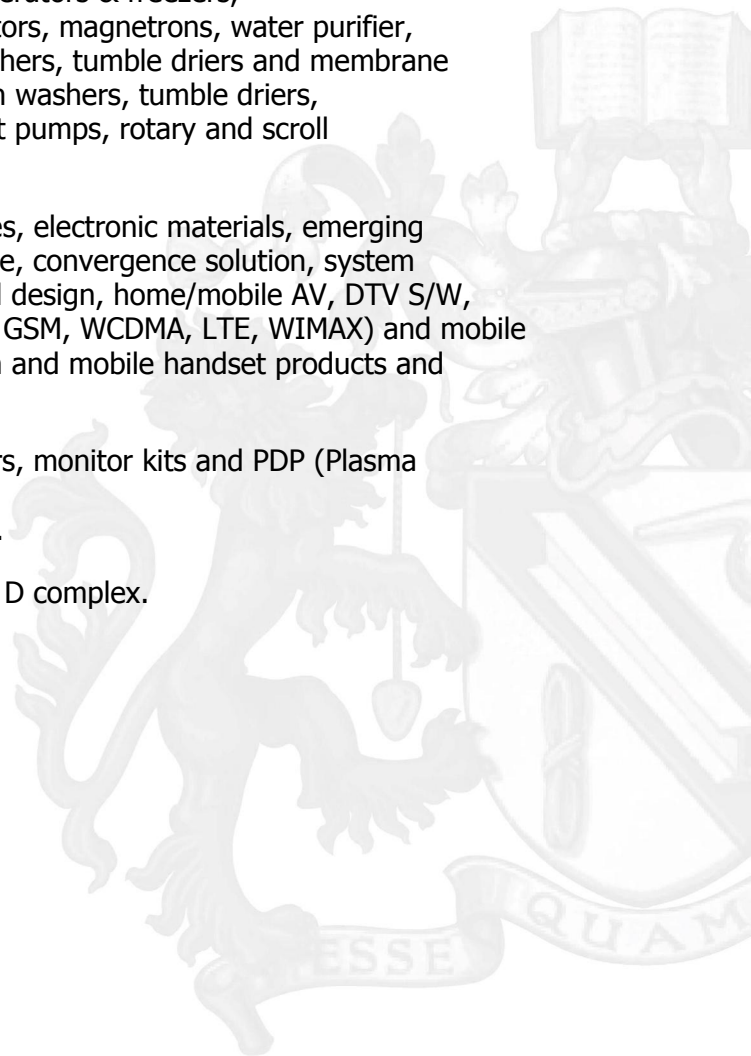 erators & freezers,
tors, magnetrons, water purifier,
hers, tumble driers and membrane
washers, tumble driers,
t pumps, rotary and scroll
es, electronic materials, emerging
e, convergence solution, system
design, home/mobile AV, DTV S/W,
GSM, WCDMA, LTE, WIMAX) and mobile
and mobile handset products and
rs, monitor kits and PDP (Plasma
.
D complex.
ESSE QUAM